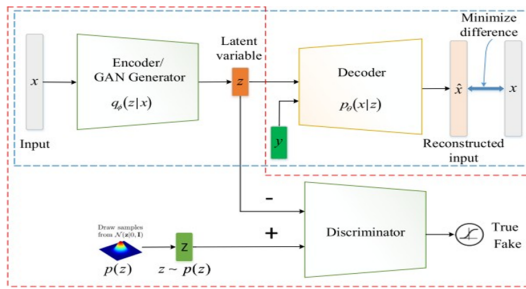 Minimize
difference
Encoder/
GAN Generator
Latent
variable
Decoder
x
z
x̂
x
qϕ(z|x)
pθ(x|z)
y
Input
Reconstructed
input
-
Draw samples
from N(z|0, I)
+
z
Discriminator
True
Fake
p(z)
z ~ p(z)